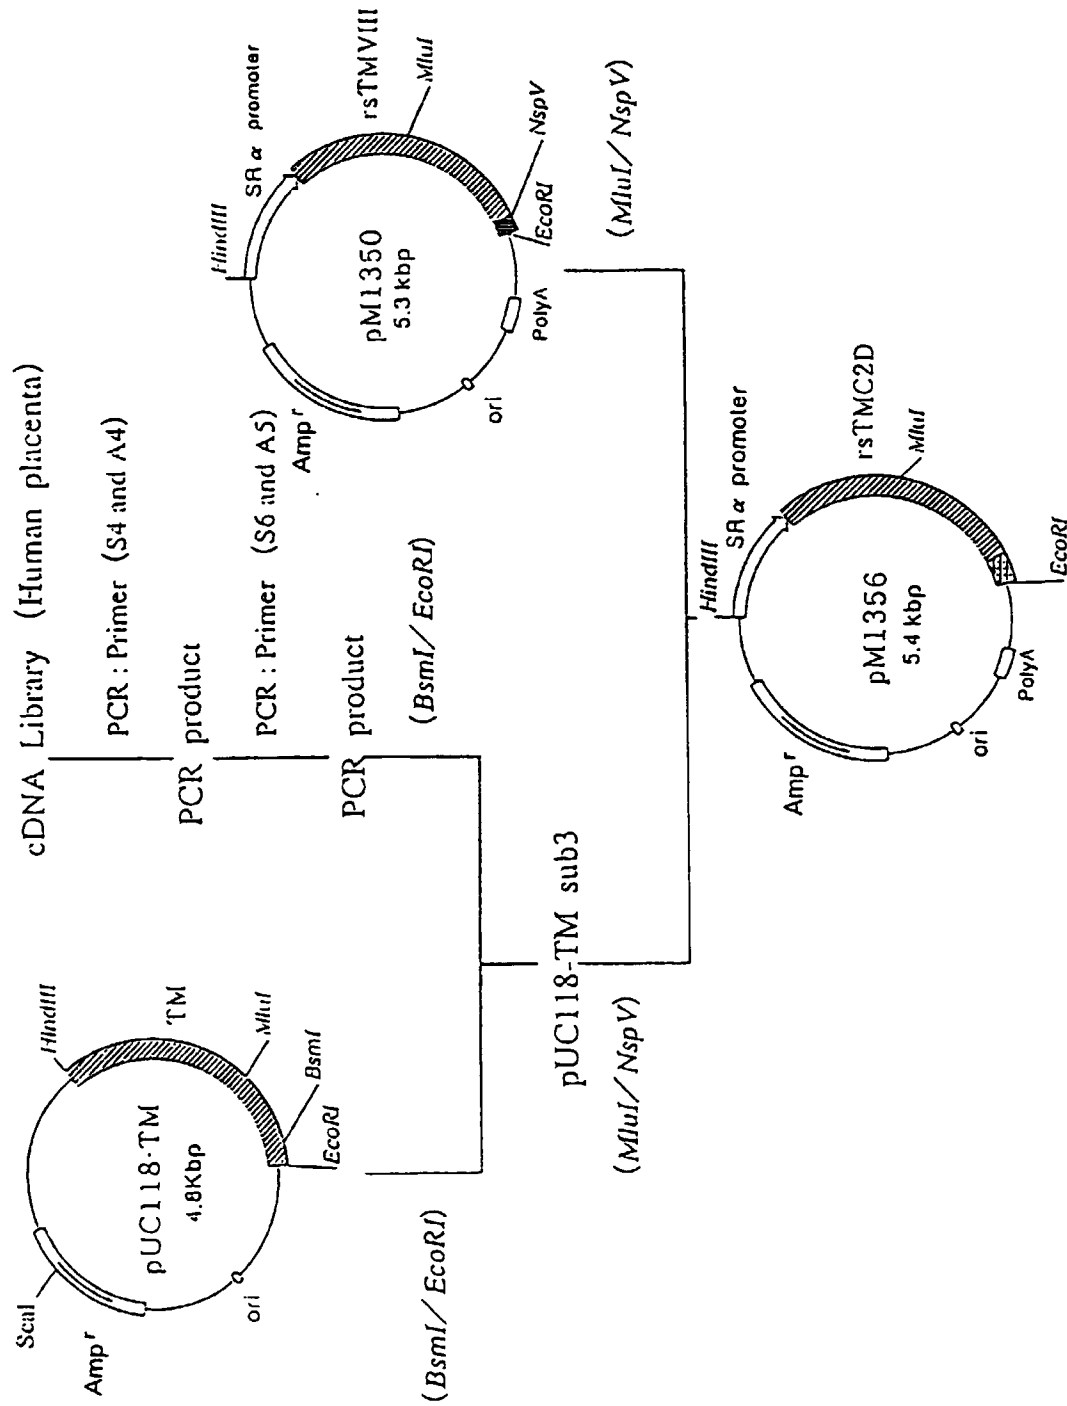 cDNA Library (Human placenta)
PCR : Primer (S4 and A4)
PCR product
PCR : Primer (S6 and A5)
PCR product
(BsmI/EcoRI)
ScaI
HindIII
TM
MluI
BsmI
EcoRI
pUC118-TM
4.8Kbp
Amp r
ori
(BsmI/EcoRI)
HindIII
SRα promoter
rsTMVIII
MluI
NspV
EcoRI
pM1350
5.3 kbp
Amp r
ori
PolyA
(MluI/NspV)
pUC118-TM sub3
(MluI/NspV)
HindIII
SRα promoter
rsTMC2D
MluI
EcoRI
pM1356
5.4 kbp
Amp r
ori
PolyA